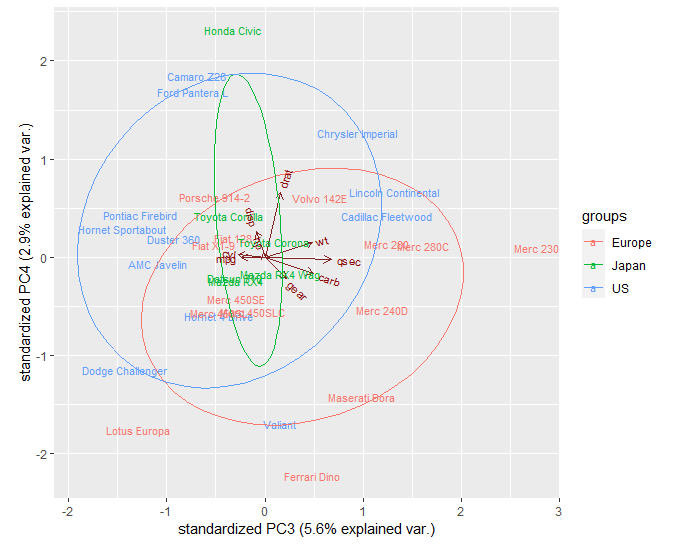 Honda Civic
2
Camaro Z28
Ford Pantera L
Chrysler Imperial
1
drat
Lincoln Continental
Porsche 914-2
Volvo 142E
groups
Pontiac Firebird
disp
Toyota Corolla
Cadillac Fleetwood
Hornet Sportabout
Europe
Duster 360
Fiat 128
Toyota Corona
wt
Fiat X1-9
Merc 280
Merc 280C
Merc 230
Japan
0
cyl
mpg
qsec
AMC Javelin
US
Datsun 710
Mazda RX4 Wag
Mazda RX4
carb
gear
Merc 450SE
Merc 450SL
Merc 450SLC
Merc 240D
Hornet 4 Drive
-1
Dodge Challenger
Maserati Bora
Lotus Europa
Valiant
-2
Ferrari Dino
-2
-1
0
1
2
3
standardized PC3 (5.6% explained var.)
standardized PC4 (2.9% explained var.)
a
a
a